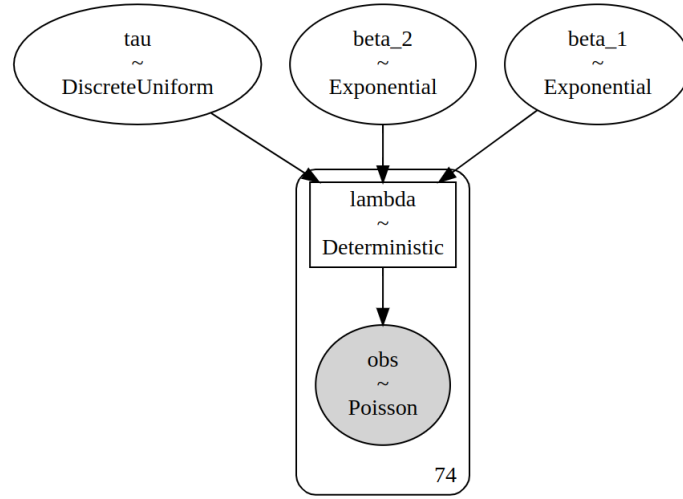 tau
~
DiscreteUniform
beta_2
~
Exponential
beta_1
~
Exponential
lambda
~
Deterministic
obs
~
Poisson
74